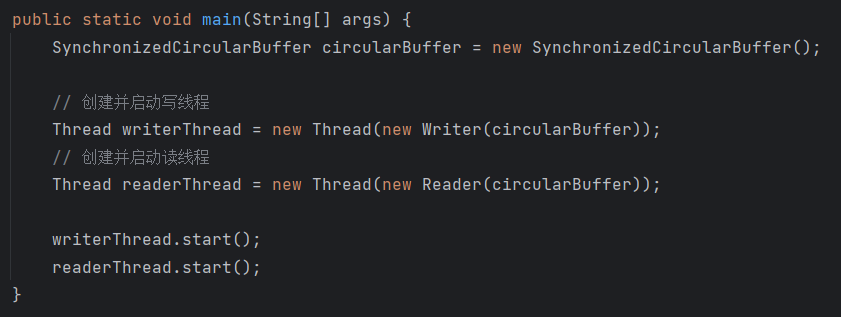 public static void main(String[] args) {
SynchronizedCircularBuffer circularBuffer = new SynchronizedCircularBuffer();
// 创建并启动写线程
Thread writerThread = new Thread(new Writer(circularBuffer));
// 创建并启动读线程
Thread readerThread = new Thread(new Reader(circularBuffer));
writerThread.start();
readerThread.start();
}